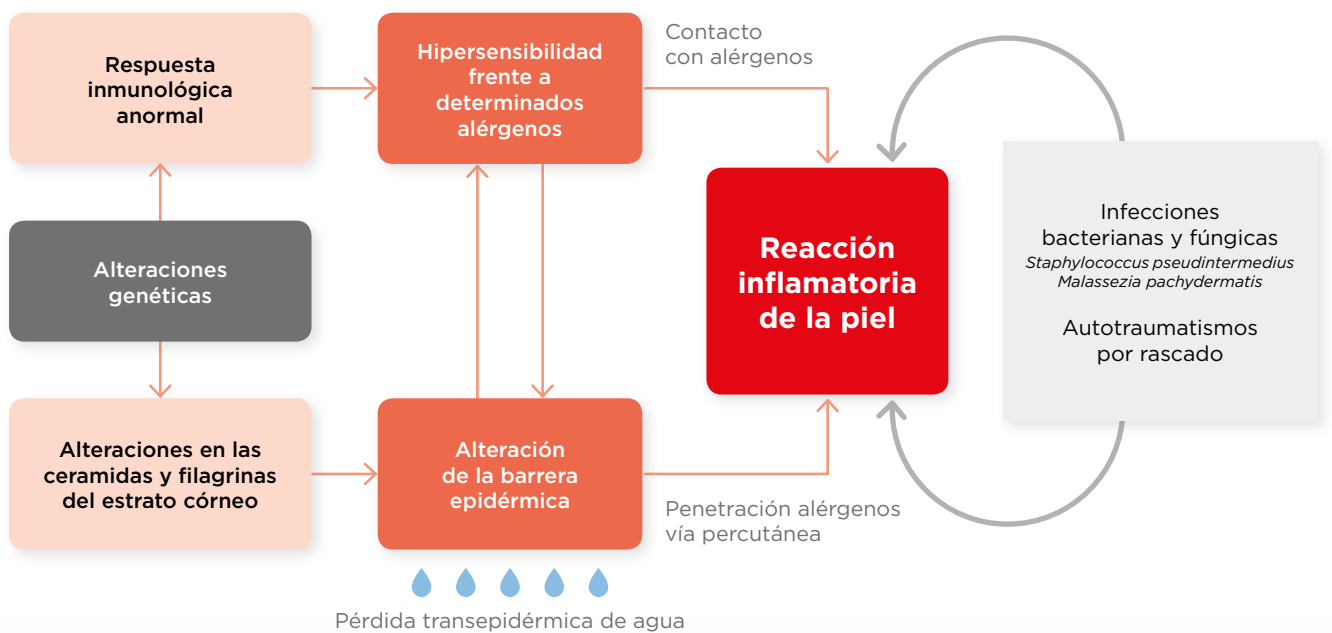 Respuesta
inmunológica
anormal
Hipersensibilidad
frente a
determinados
alérgenos
Contacto
con alérgenos
Alteraciones
genéticas
Reacción
inflamatoria
de la piel
Infecciones
bacterianas y fúngicas
Staphylococcus pseudintermedius
Malassezia pachydermatis
Autotraumatismos
por rascado
Alteraciones en las
ceramidas y filagrinas
del estrato córneo
Alteración
de la barrera
epidérmica
Penetración alérgenos
vía percutánea
Pérdida transepidérmica de agua